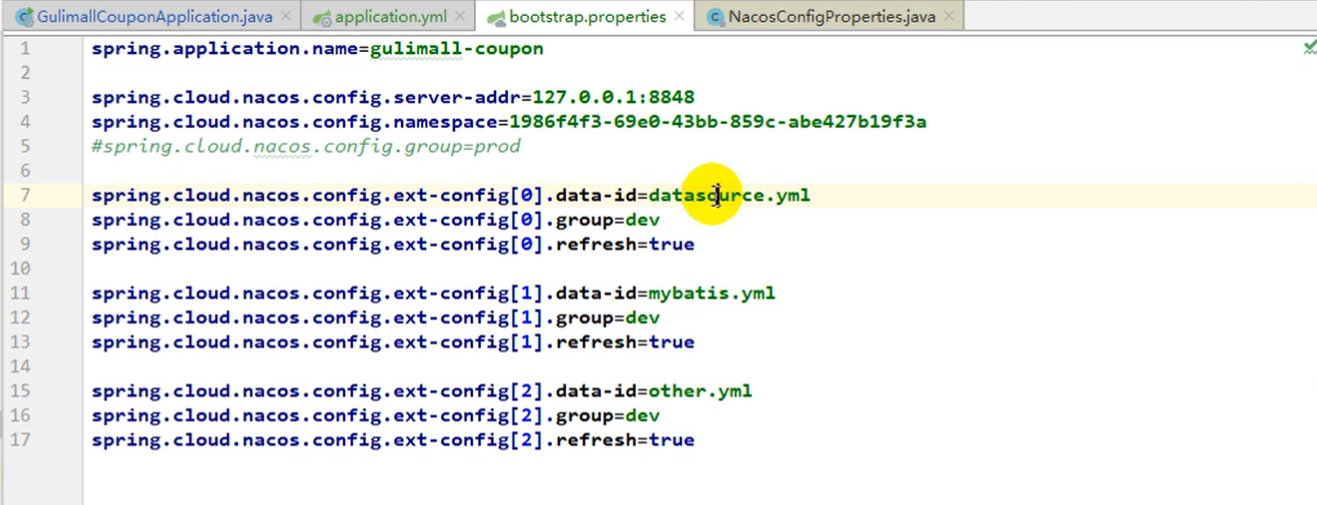 GulimallCouponApplication.java application.yml bootstrap.properties NacosConfigProperties.java
1 spring.application.name=gulimall-coupon
2
3 spring.cloud.nacos.config.server-addr=127.0.0.1:8848
4 spring.cloud.nacos.config.namespace=1986f4f3-69e0-43bb-859c-abe427b19f3a
5 #spring.cloud.nacos.config.group=prod
6
7 spring.cloud.nacos.config.ext-config[0].data-id=datasource.yml
8 spring.cloud.nacos.config.ext-config[0].group=dev
9 spring.cloud.nacos.config.ext-config[0].refresh=true
10
11 spring.cloud.nacos.config.ext-config[1].data-id=mybatis.yml
12 spring.cloud.nacos.config.ext-config[1].group=dev
13 spring.cloud.nacos.config.ext-config[1].refresh=true
14
15 spring.cloud.nacos.config.ext-config[2].data-id=other.yml
16 spring.cloud.nacos.config.ext-config[2].group=dev
17 spring.cloud.nacos.config.ext-config[2].refresh=true